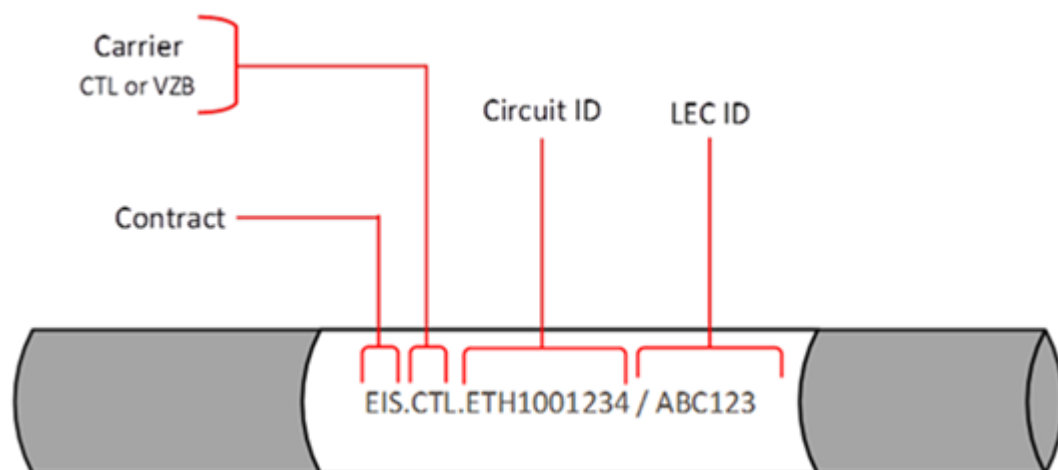 Carrier
CTL or VZB
Circuit ID
LEC ID
Contract
EIS.CTL.ETH1001234 / ABC123